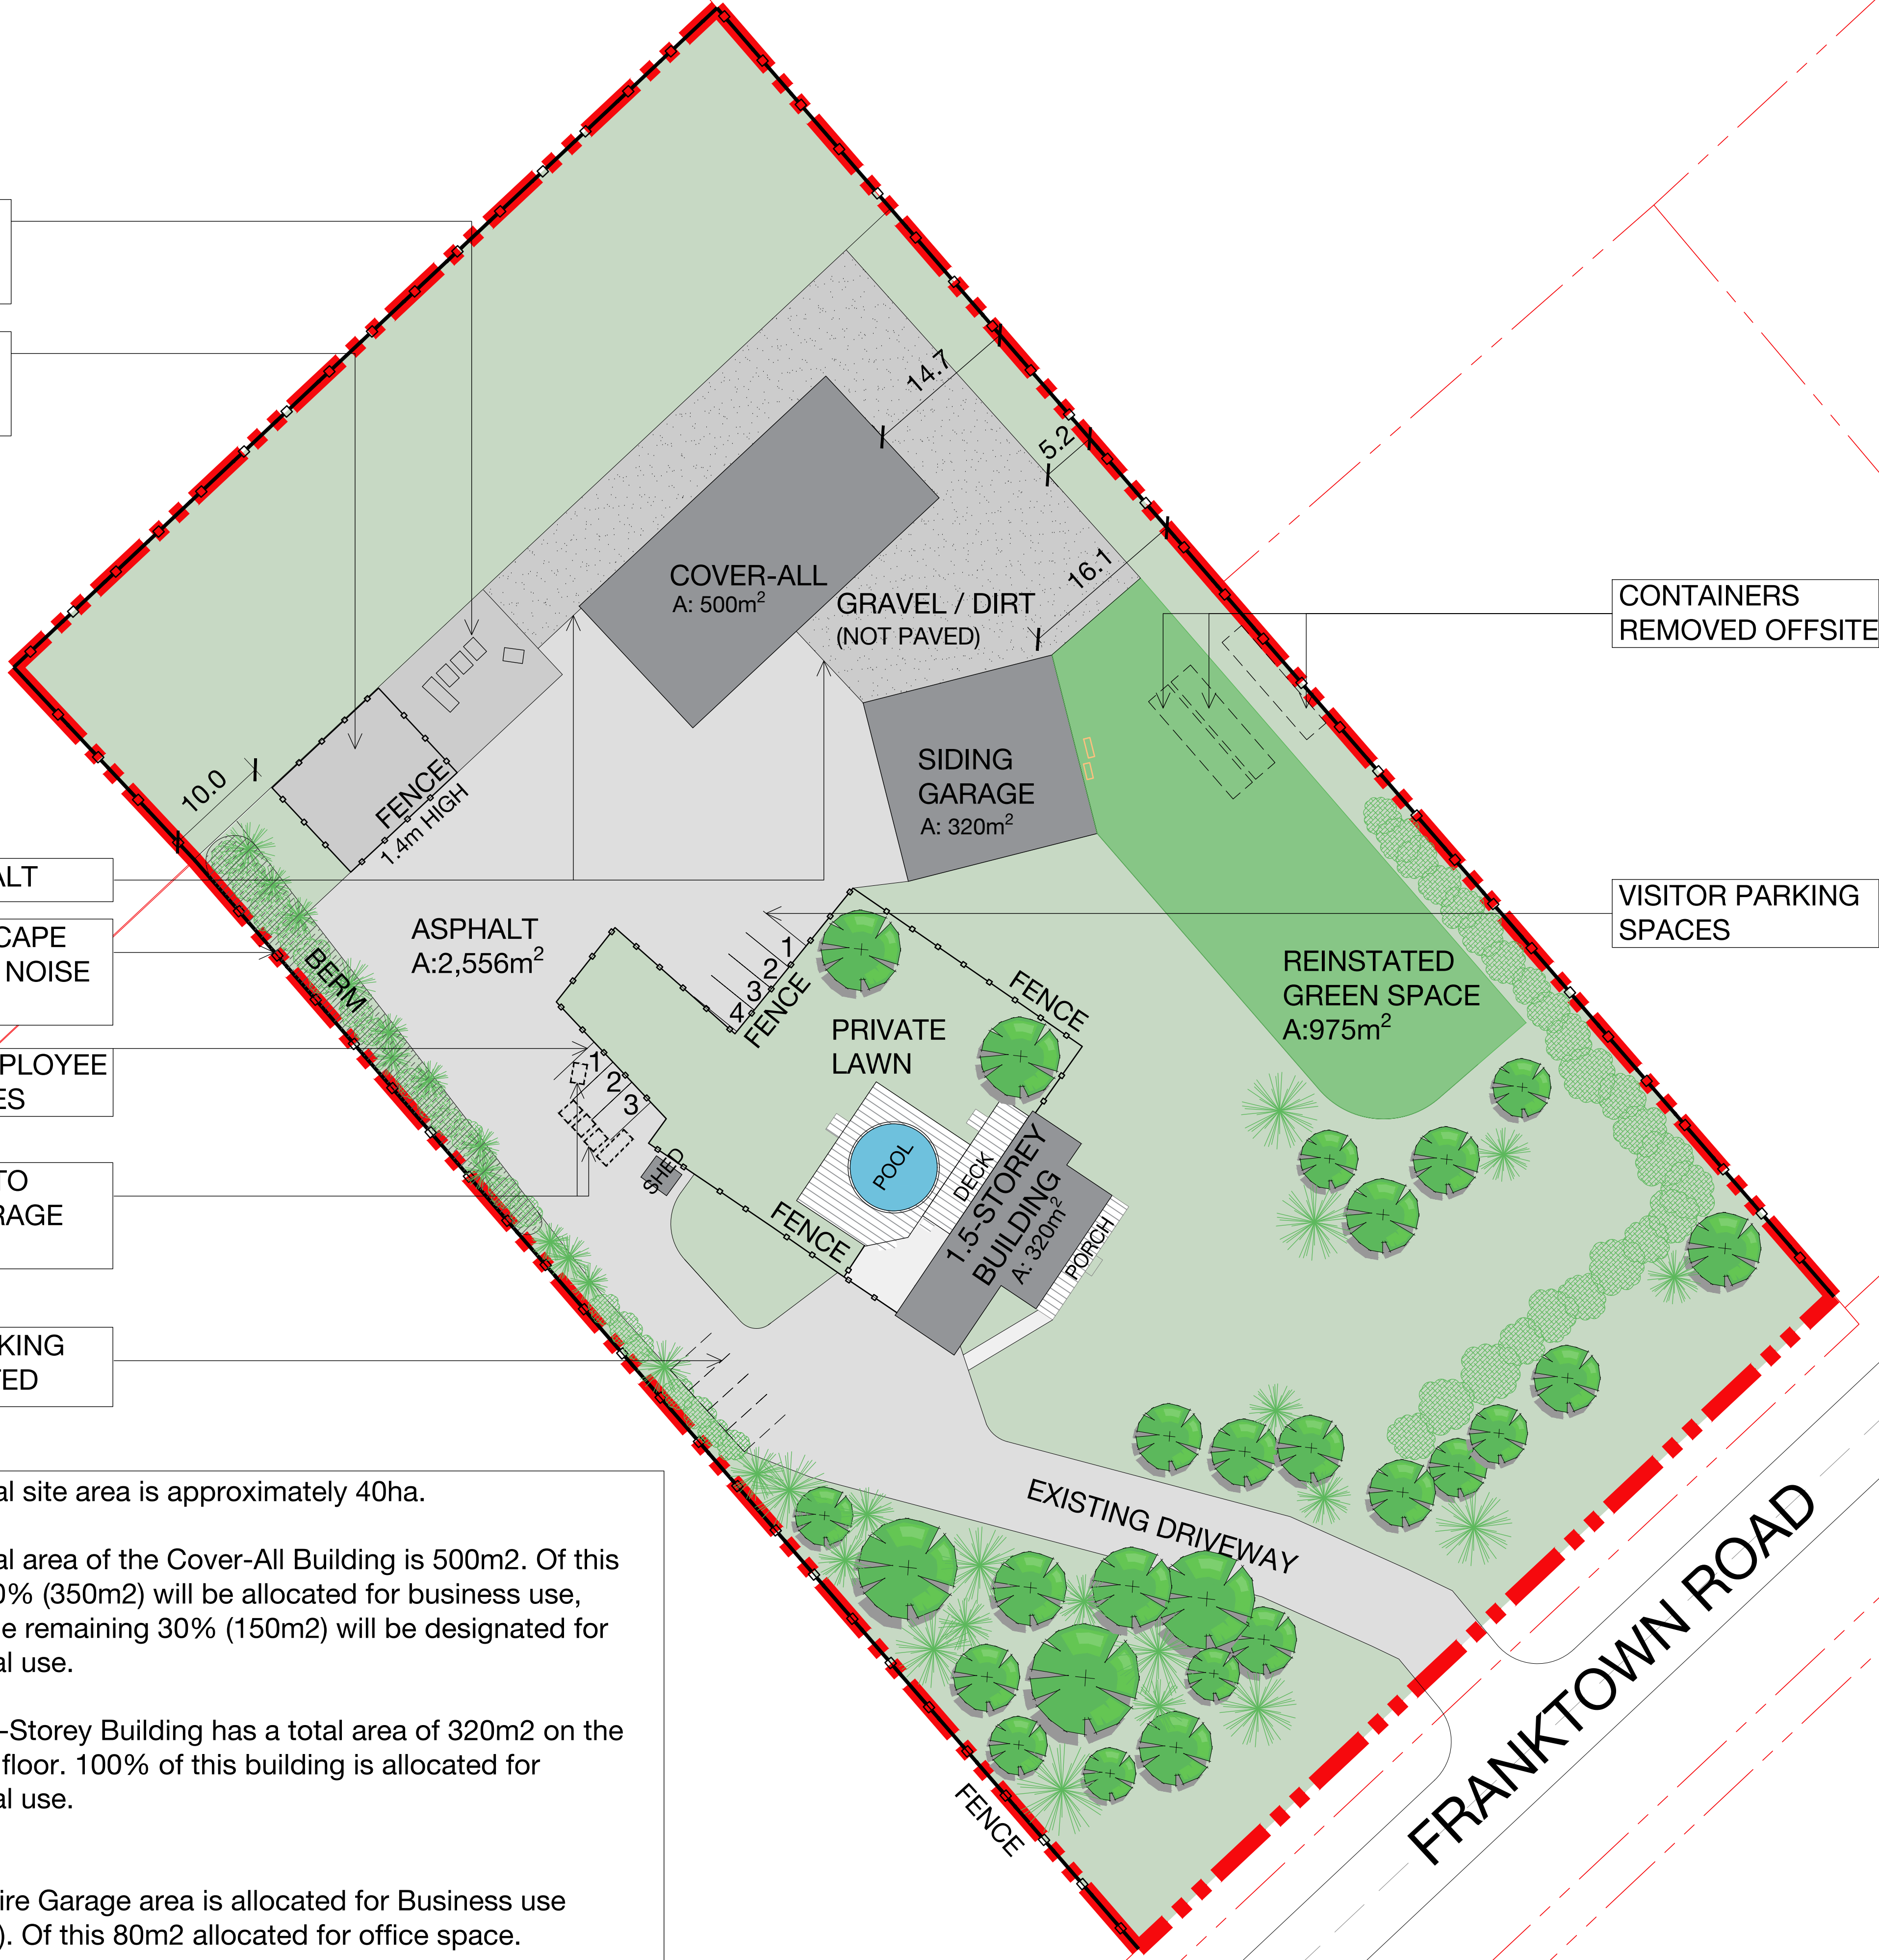 14.7
5.2
16.1
COVER-ALL
A: 500m²
GRAVEL / DIRT
(NOT PAVED)
CONTAINERS
REMOVED OFFSITE
SIDING
GARAGE
A: 320m²
10.0
FENCE
1.4m HIGH
ALT
CAPE
NOISE
BERM
ASPHALT
A:2,556m²
1
2
3
4
FENCE
VISITOR PARKING
SPACES
REINSTATED
GREEN SPACE
A:975m²
FENCE
PRIVATE
LAWN
PLOYEE
ES
1
2
3
SHED
POOL
DECK
1.5-STOREY
BUILDING
A: 320m²
PORCH
FENCE
TO
RAGE
KING
TED
EXISTING DRIVEWAY
FRANKTOWN ROAD
FENCE
al site area is approximately 40ha.
al area of the Cover-All Building is 500m2. Of this
0% (350m2) will be allocated for business use,
e remaining 30% (150m2) will be designated for
al use.
-Storey Building has a total area of 320m2 on the
floor. 100% of this building is allocated for
al use.
ire Garage area is allocated for Business use
). Of this 80m2 allocated for office space.